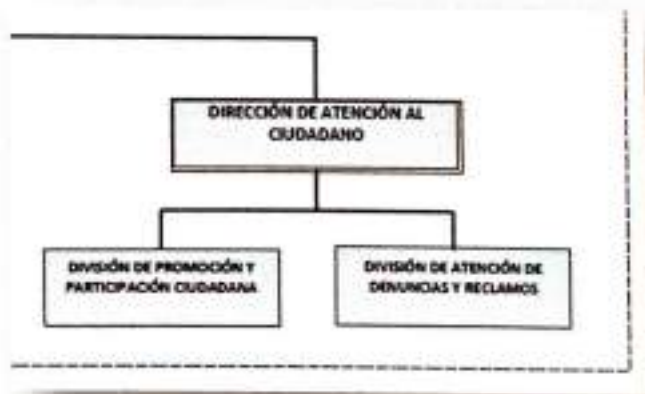 DIRECCIÓN DE ATENCIÓN AL
CIUDADANO
DIVISIÓN DE PROMOCIÓN Y
PARTICIPACIÓN CIUDADANA
DIVISIÓN DE ATENCIÓN DE
DENUNCIAS Y RECLAMOS